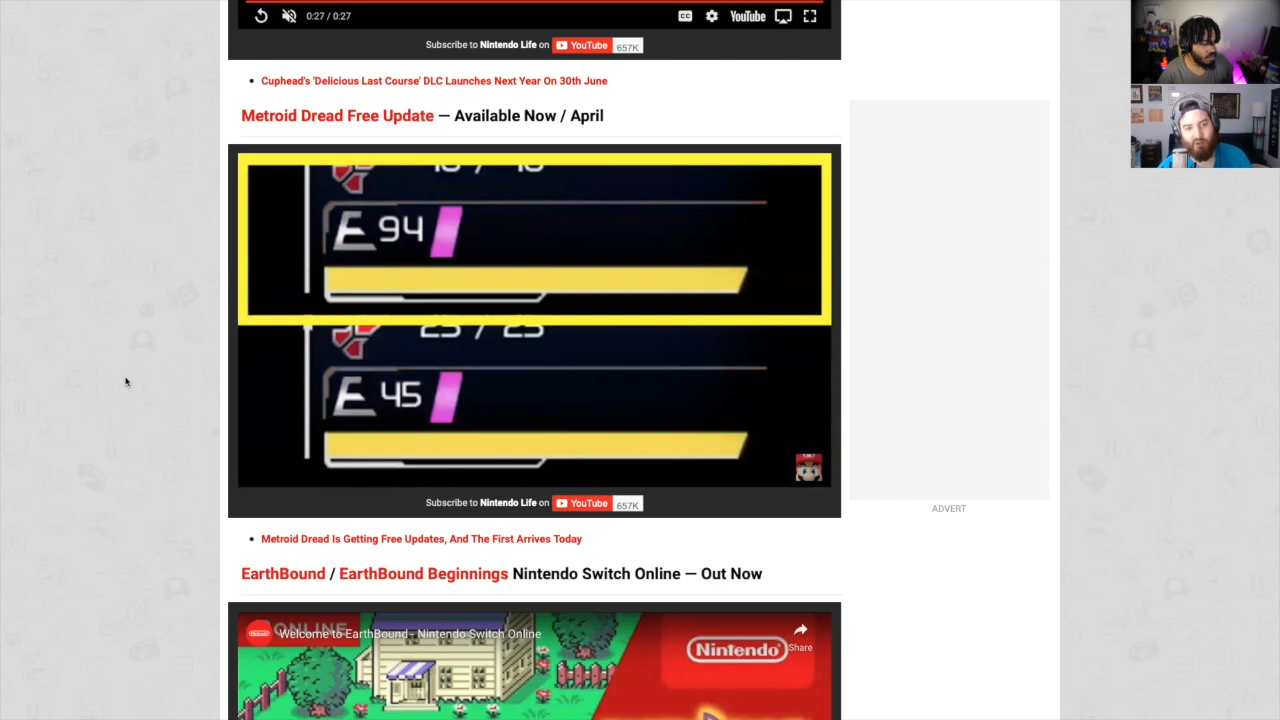 0:27 / 0:27
CC
YouTube
Subscribe to Nintendo Life on YouTube 657K
Cuphead's 'Delicious Last Course' DLC Launches Next Year On 30th June
Metroid Dread Free Update — Available Now / April
E 94
25 / 25
E 45
Subscribe to Nintendo Life on YouTube 657K
ADVERT
Metroid Dread Is Getting Free Updates, And The First Arrives Today
EarthBound / EarthBound Beginnings Nintendo Switch Online — Out Now
ONLINE
Welcome to EarthBound - Nintendo Switch Online
Nintendo
Share